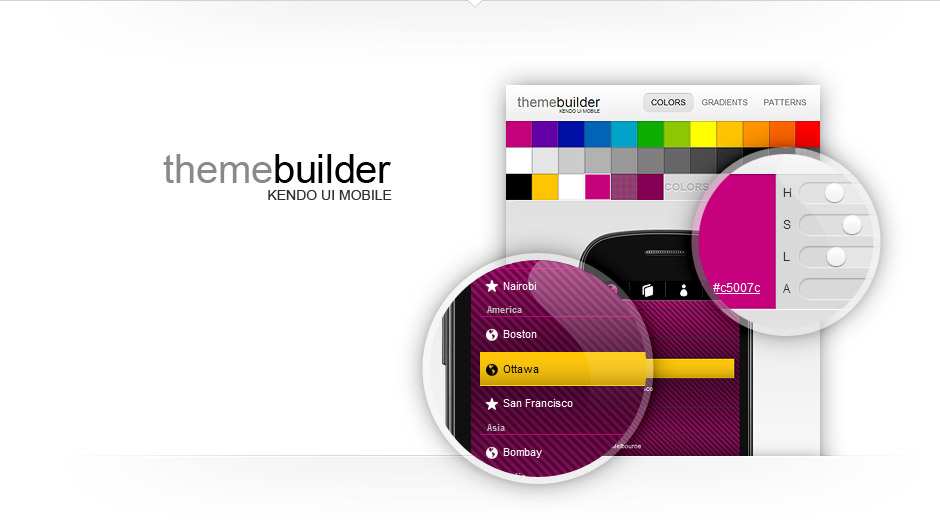 themebuilder
KENDO UI MOBILE
themebuilder
KENDO UI MOBILE
COLORS GRADIENTS PATTERNS
COLORS
H
S
L
A
#c5007c
Nairobi
America
Boston
Ottawa
San Francisco
Asia
Bombay